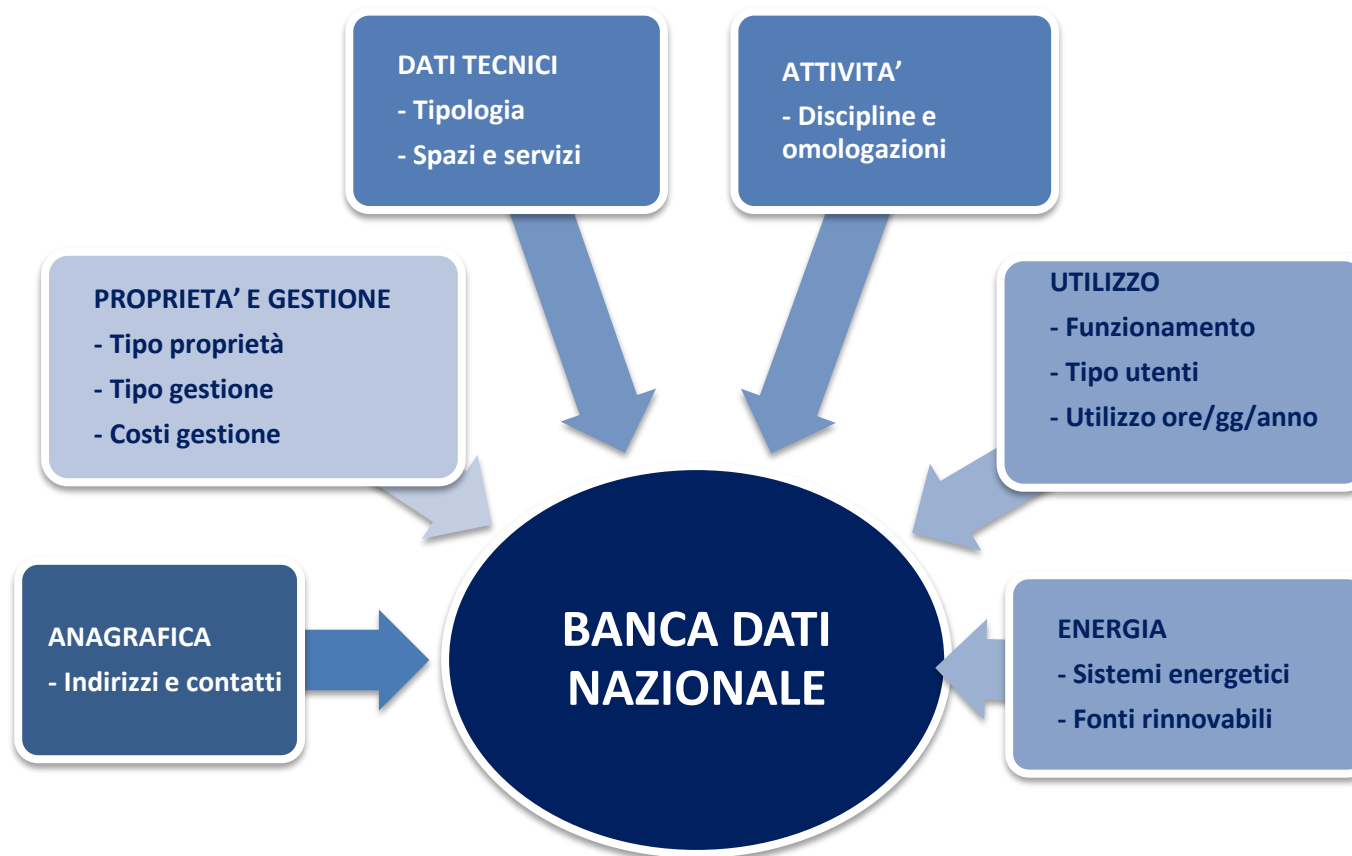 DATI TECNICI
- Tipologia
- Spazi e servizi
ATTIVITA’
- Discipline e
omologazioni
PROPRIETA’ E GESTIONE
- Tipo proprietà
- Tipo gestione
- Costi gestione
UTILIZZO
- Funzionamento
- Tipo utenti
- Utilizzo ore/gg/anno
ANAGRAFICA
- Indirizzi e contatti
BANCA DATI
NAZIONALE
ENERGIA
- Sistemi energetici
- Fonti rinnovabili